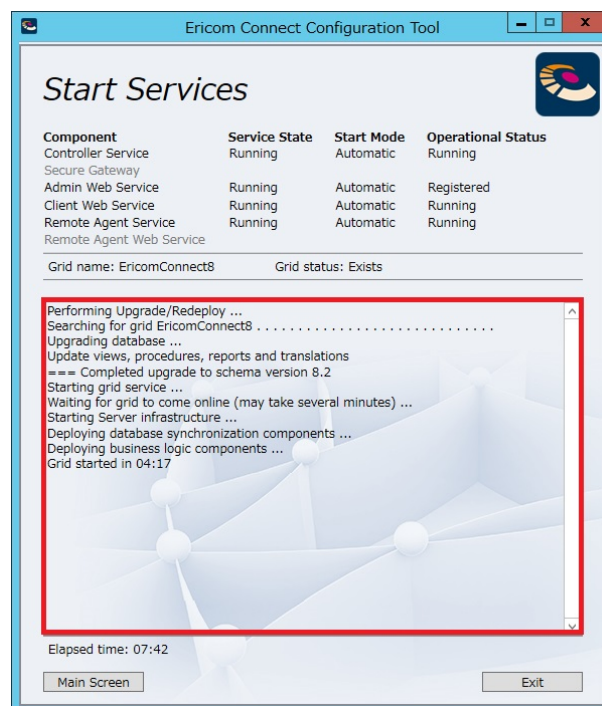 Ericom Connect Configuration Tool
Start Services
Component Service State Start Mode Operational Status
Controller Service Running Automatic Running
Secure Gateway
Admin Web Service Running Automatic Registered
Client Web Service Running Automatic Running
Remote Agent Service Running Automatic Running
Remote Agent Web Service
Grid name: EricomConnect8 Grid status: Exists
Performing Upgrade/Redeploy ...
Searching for grid EricomConnect8 . . . . . . . . . . . . . . . . . . . . . . . . . . . . . .
Upgrading database ...
Update views, procedures, reports and translations
=== Completed upgrade to schema version 8.2
Starting grid service ...
Waiting for grid to come online (may take several minutes) ...
Starting Server infrastructure ...
Deploying database synchronization components ...
Deploying business logic components ...
Grid started in 04:17
Elapsed time: 07:42
Main Screen Exit